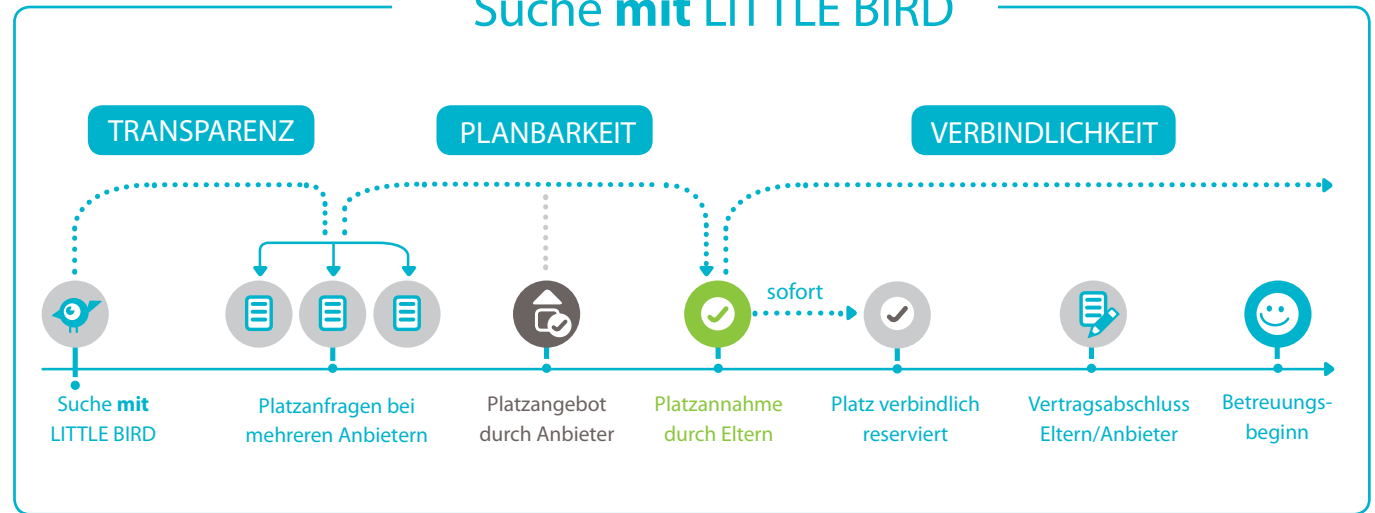 Suche mit LITTLE BIRD
TRANSPARENZ
PLANBARKEIT
VERBINDLICHKEIT
sofort
Suche mit
LITTLE BIRD
Platzanfragen bei
mehreren Anbietern
Platzangebot
durch Anbieter
Platzannahme
durch Eltern
Platz verbindlich
reserviert
Vertragsabschluss
Eltern/Anbieter
Betreuungs-
beginn